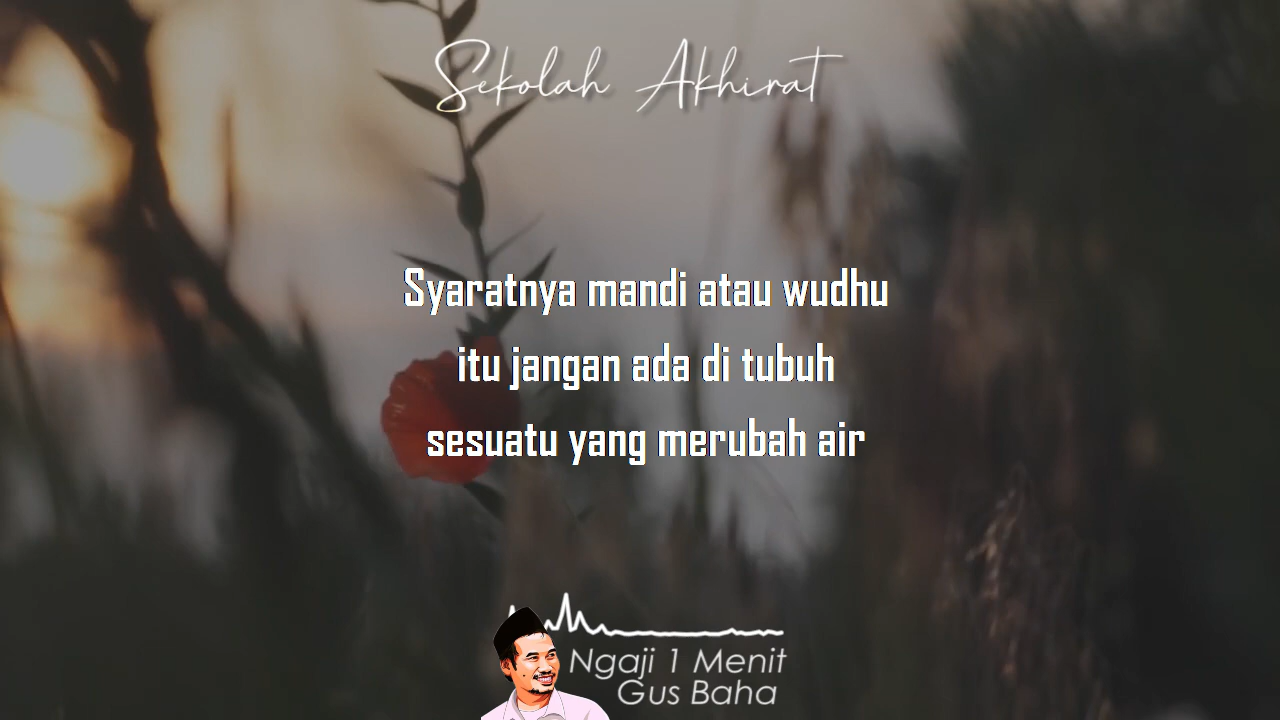 Sekolah Akhirat
Syaratnya mandi atau wudhu
itu jangan ada di tubuh
sesuatu yang merubah air
Ngaji 1 Menit
Gus Baha